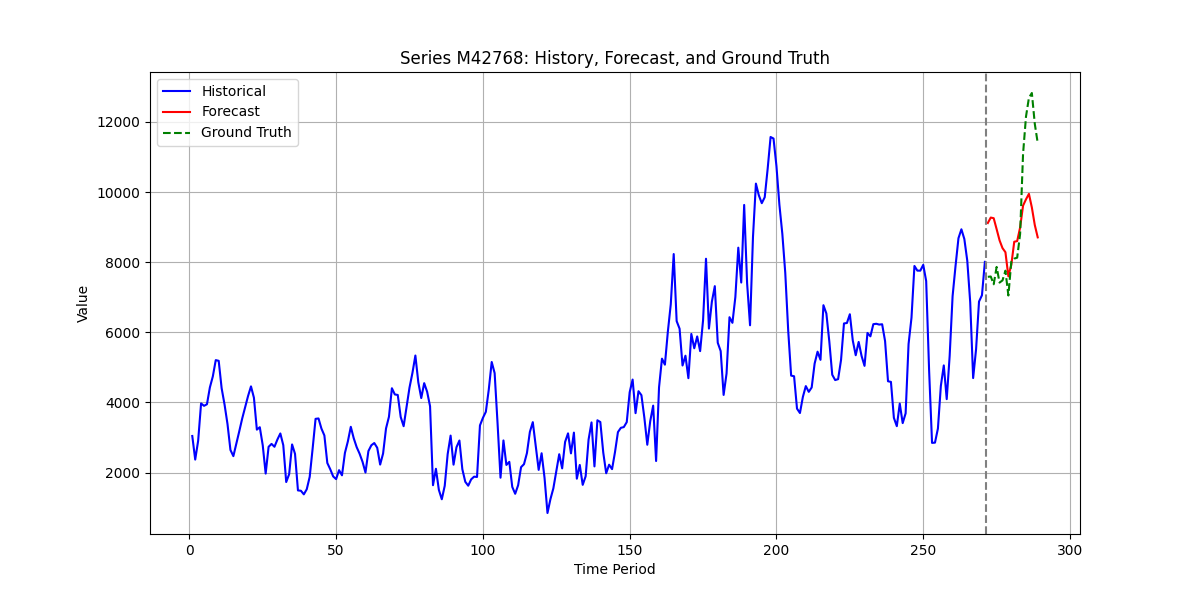 Series M42768: History, Forecast, and Ground Truth
Historical
Forecast
Ground Truth
12000
10000
8000
6000
4000
2000
Value
0 50 100 150 200 250 300
Time Period